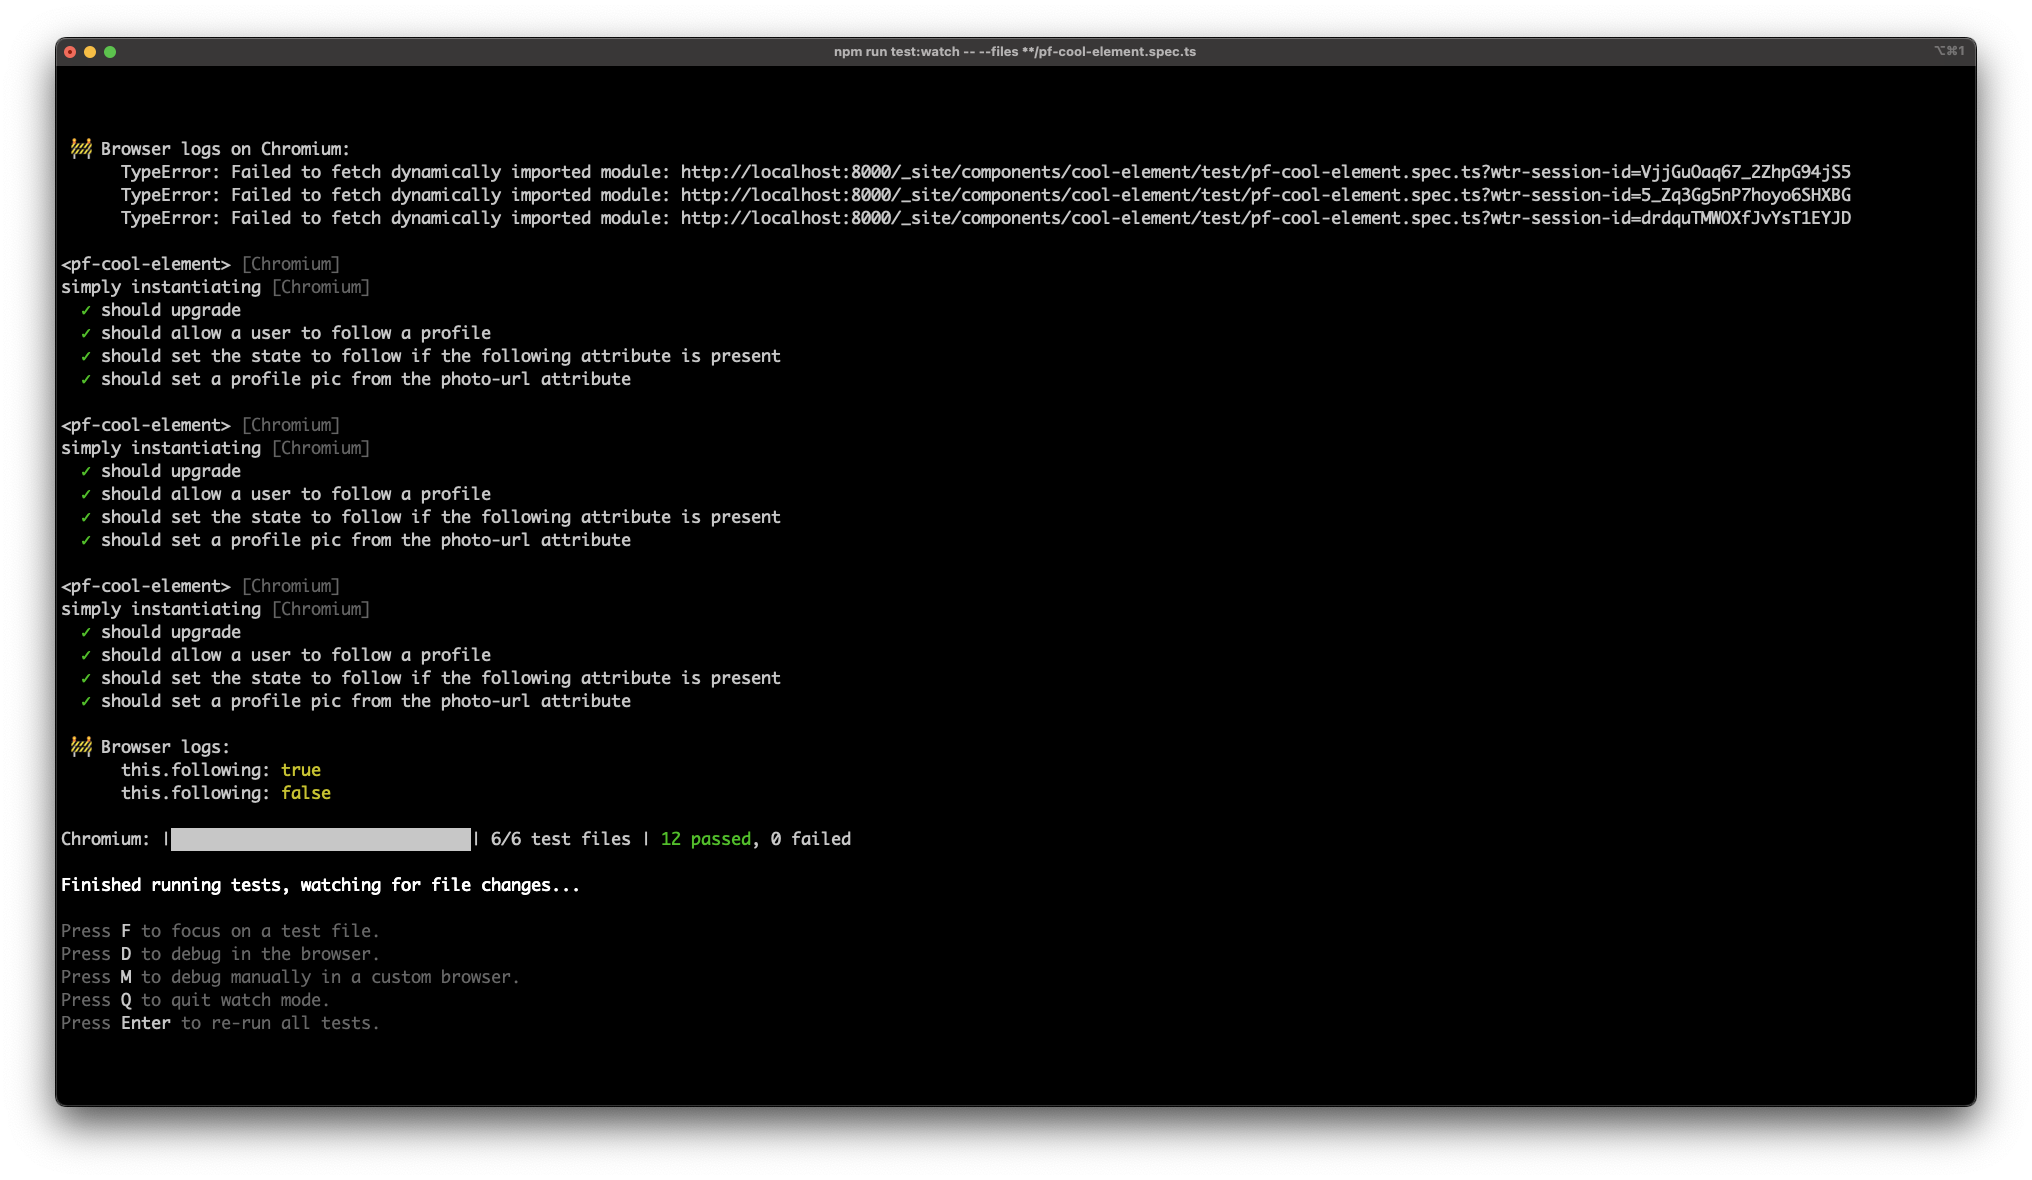 npm run test:watch -- --files **/pf-cool-element.spec.ts
⌥⌘1
🚧 Browser logs on Chromium:
TypeError: Failed to fetch dynamically imported module: http://localhost:8000/_site/components/cool-element/test/pf-cool-element.spec.ts?wtr-session-id=VjjGuOaq67_2ZhpG94jS5
TypeError: Failed to fetch dynamically imported module: http://localhost:8000/_site/components/cool-element/test/pf-cool-element.spec.ts?wtr-session-id=5_Zq3Gg5nP7hoyo6SHXBG
TypeError: Failed to fetch dynamically imported module: http://localhost:8000/_site/components/cool-element/test/pf-cool-element.spec.ts?wtr-session-id=drdquTMWOXfJvYsT1EYJD
<pf-cool-element> [Chromium]
simply instantiating [Chromium]
✓ should upgrade
✓ should allow a user to follow a profile
✓ should set the state to follow if the following attribute is present
✓ should set a profile pic from the photo-url attribute
<pf-cool-element> [Chromium]
simply instantiating [Chromium]
✓ should upgrade
✓ should allow a user to follow a profile
✓ should set the state to follow if the following attribute is present
✓ should set a profile pic from the photo-url attribute
<pf-cool-element> [Chromium]
simply instantiating [Chromium]
✓ should upgrade
✓ should allow a user to follow a profile
✓ should set the state to follow if the following attribute is present
✓ should set a profile pic from the photo-url attribute
🚧 Browser logs:
this.following: true
this.following: false
Chromium: |██████████████████████████████| 6/6 test files | 12 passed, 0 failed
Finished running tests, watching for file changes...
Press F to focus on a test file.
Press D to debug in the browser.
Press M to debug manually in a custom browser.
Press Q to quit watch mode.
Press Enter to re-run all tests.